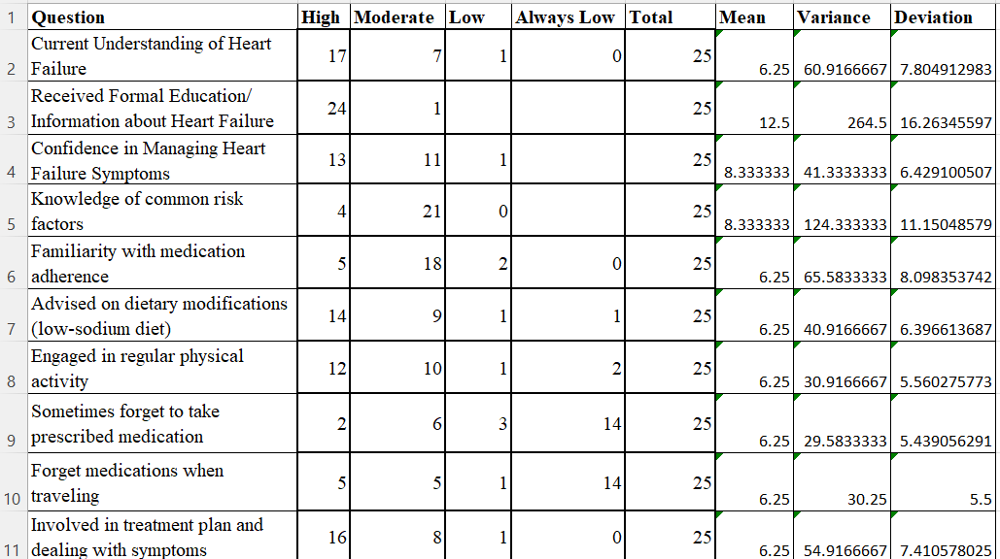 1 Question High Moderate Low Always Low Total Mean Variance Deviation
Current Understanding of Heart
2 Failure 17 7 1 0 25 6.25 60.9166667 7.804912983
Received Formal Education/
3 Information about Heart Failure 24 1 25 12.5 264.5 16.26345597
Confidence in Managing Heart
4 Failure Symptoms 13 11 1 25 8.333333 41.3333333 6.429100507
Knowledge of common risk
5 factors 4 21 0 25 8.333333 124.333333 11.15048579
Familiarity with medication
6 adherence 5 18 2 0 25 6.25 65.5833333 8.098353742
Advised on dietary modifications
7 (low-sodium diet) 14 9 1 1 25 6.25 40.9166667 6.396613687
Engaged in regular physical
8 activity 12 10 1 2 25 6.25 30.9166667 5.560275773
Sometimes forget to take
9 prescribed medication 2 6 3 14 25 6.25 29.5833333 5.439056291
Forget medications when
10 traveling 5 5 1 14 25 6.25 30.25 5.5
Involved in treatment plan and
11 dealing with symptoms 16 8 1 0 25 6.25 54.9166667 7.410578025